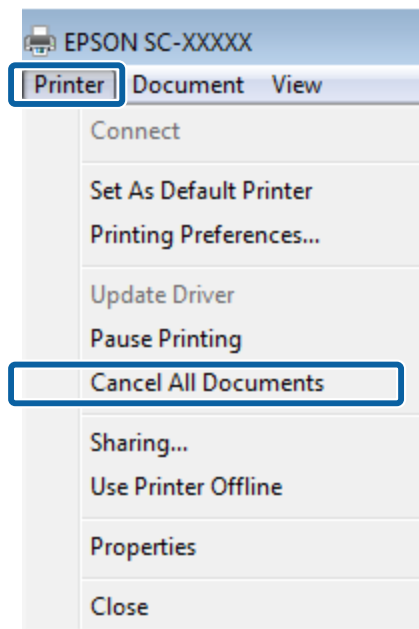 EPSON SC-XXXXX
Printer Document View
Connect
Set As Default Printer
Printing Preferences...
Update Driver
Pause Printing
Cancel All Documents
Sharing...
Use Printer Offline
Properties
Close